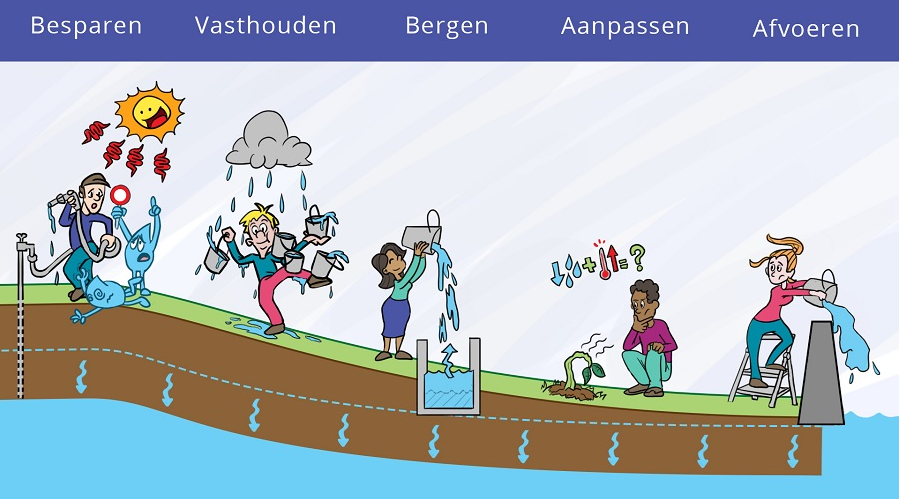 Besparen
Vasthouden
Bergen
Aanpassen
Afvoeren
+ = ?